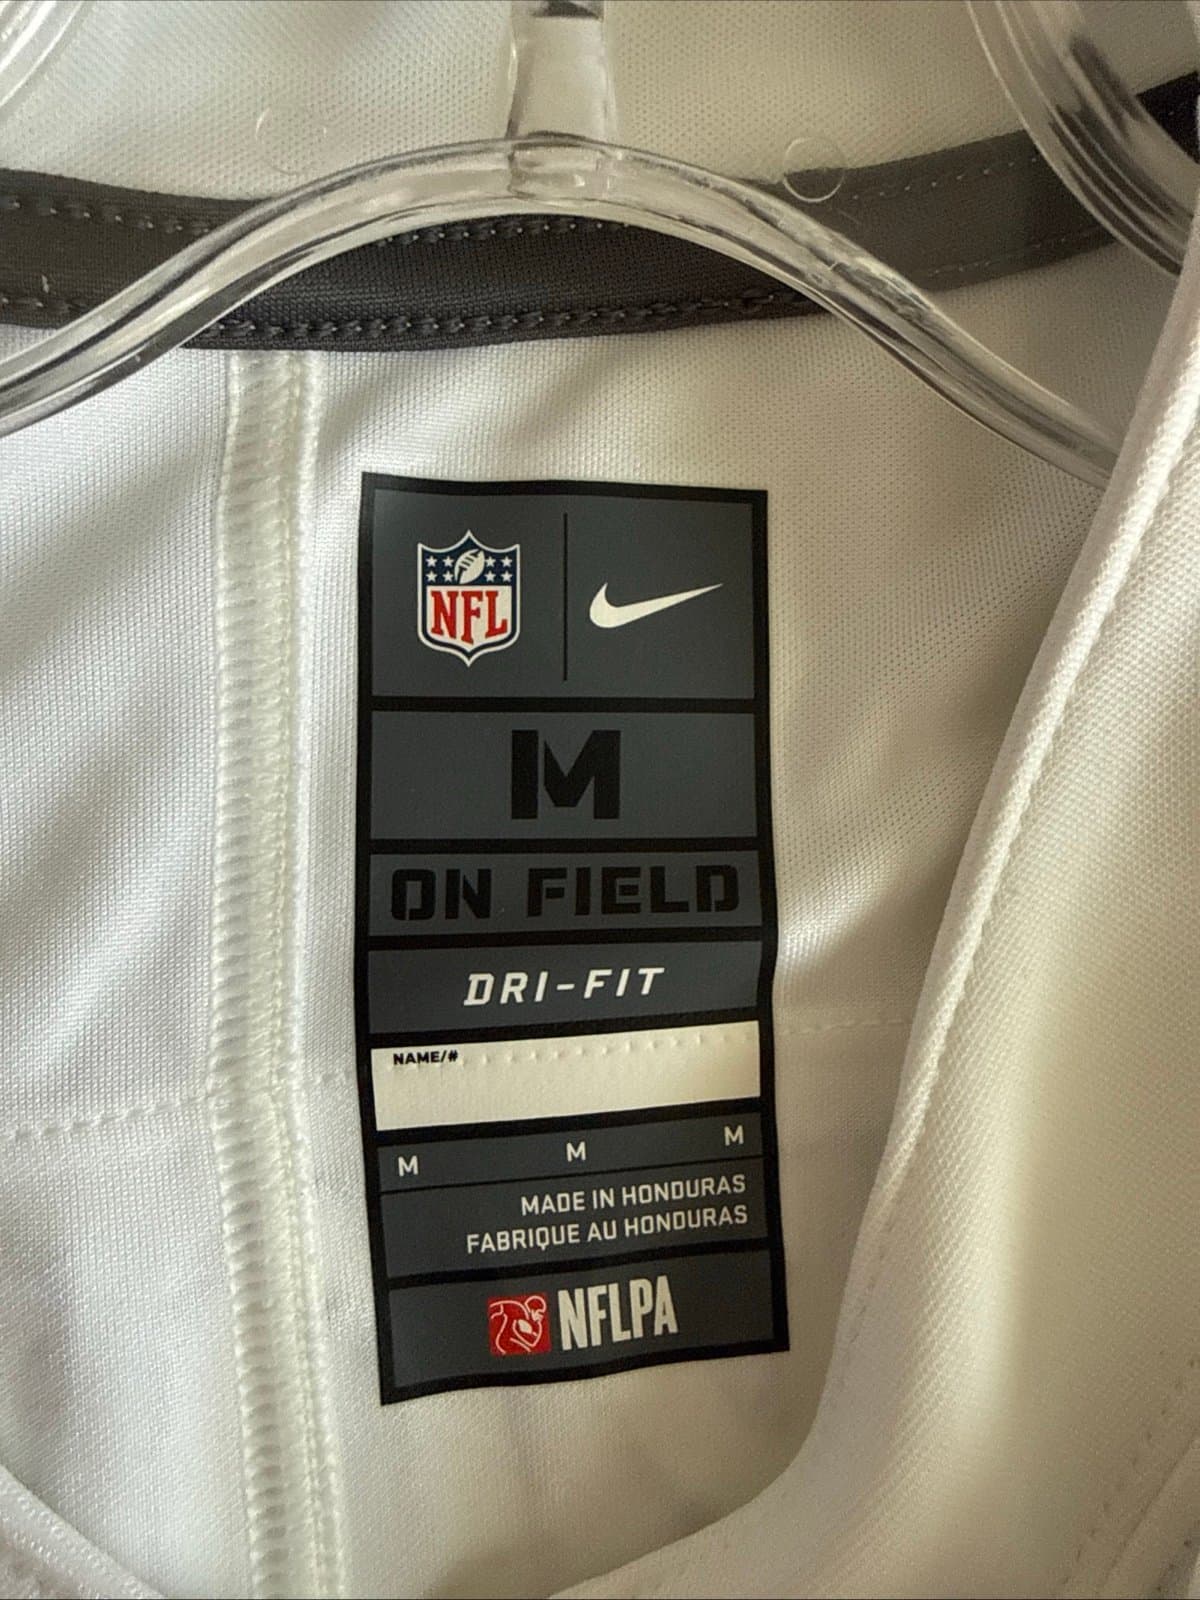 NFL
M
ON FIELD
DRI-FIT
NAME/#
M M M
MADE IN HONDURAS
FABRIQUE AU HONDURAS
NFLPA